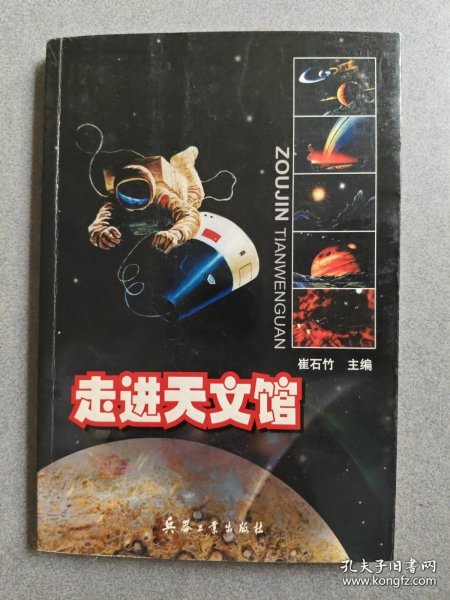 ZOUJIN TIANWENGUAN
崔石竹 主编
走进天文馆
兵器工业出版社
孔夫子旧书网
www.kongfz.com